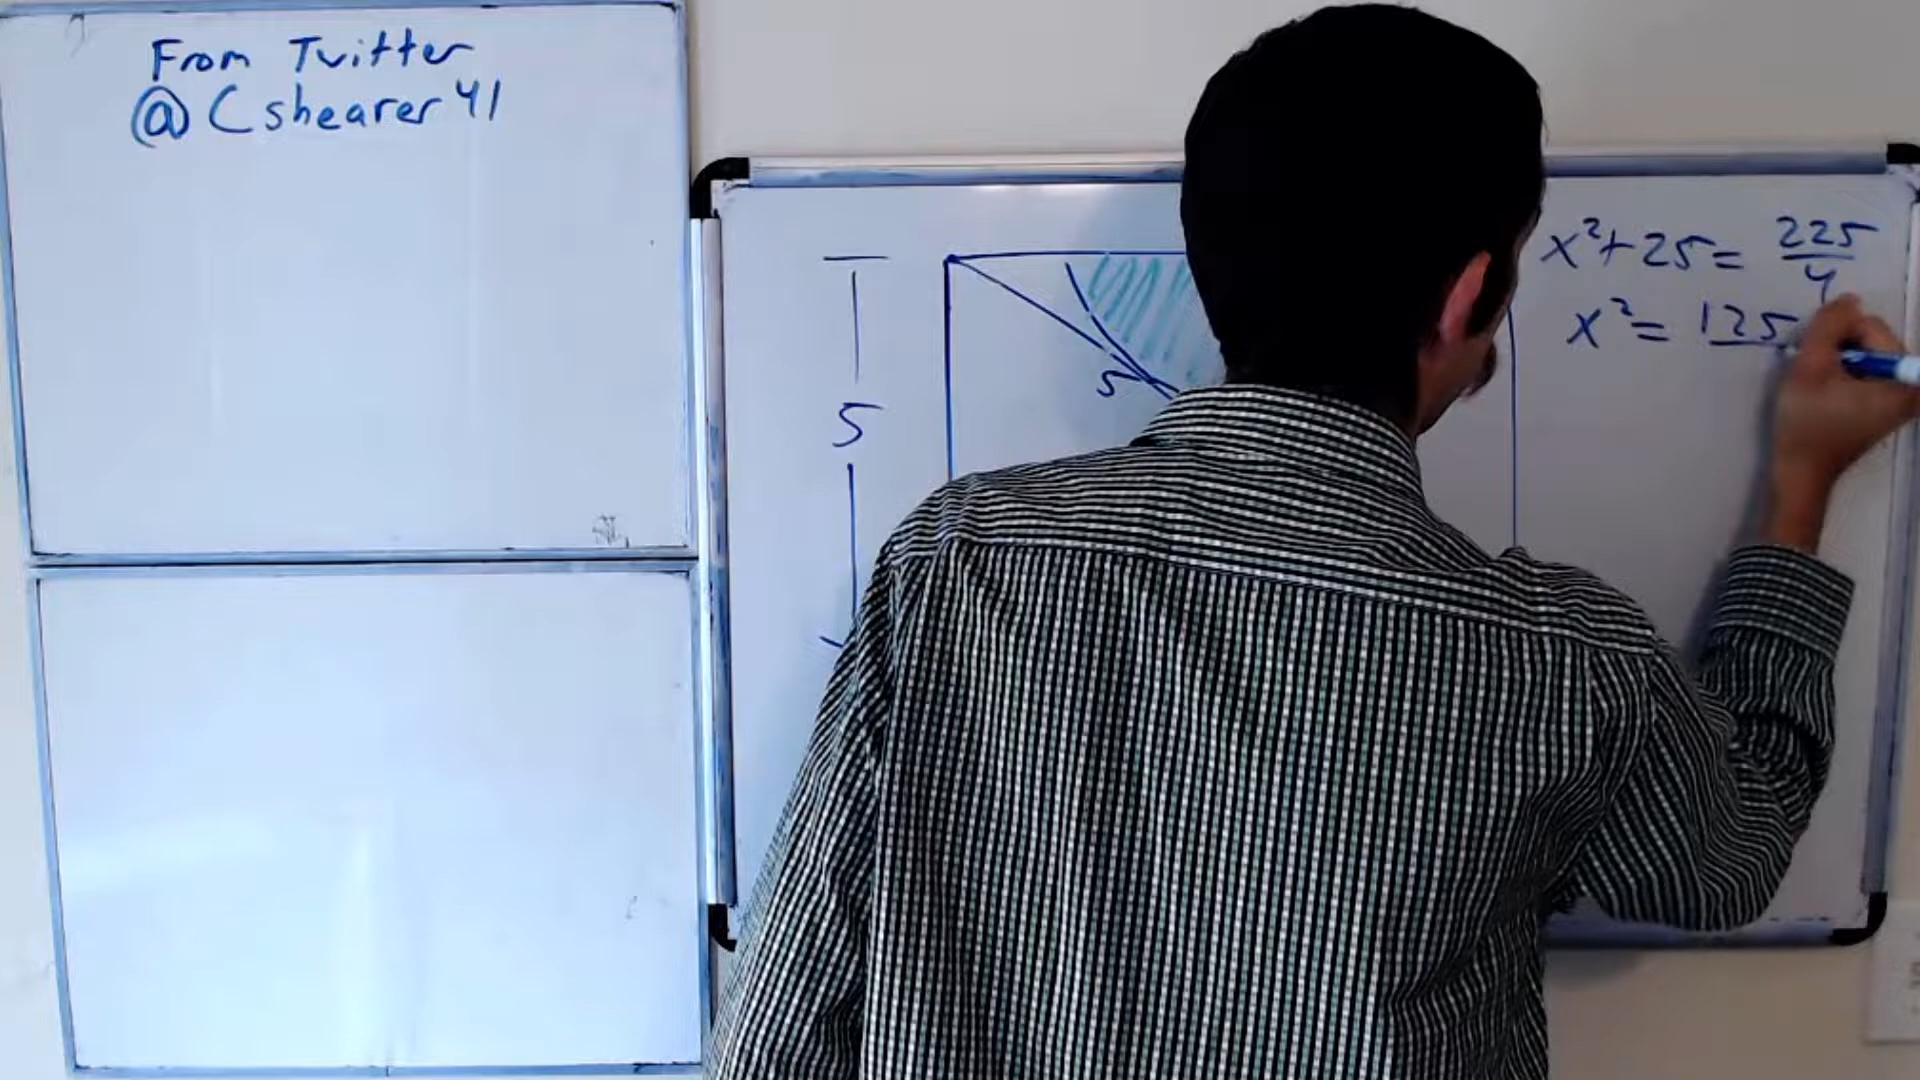 From Twitter
@Cshearer41
5
5
x²+25= 225/4
x²= 125